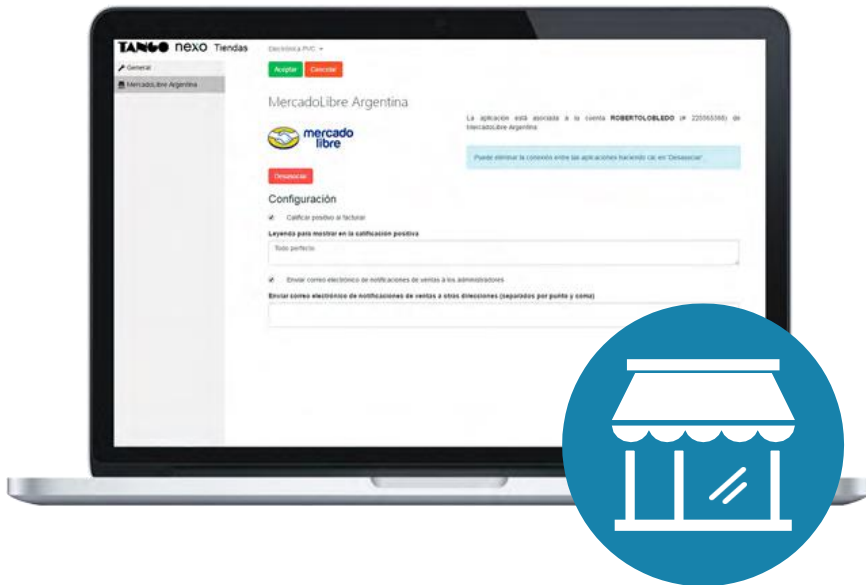 TANGO nexo Tiendas
Electrónica PVC
General
MercadoLibre Argentina
Aceptar Cancelar
MercadoLibre Argentina
mercado
libre
La aplicación está asociada a la cuenta ROBERTOLOBLEDO de
MercadoLibre Argentina
Puede eliminar la conexión entre las aplicaciones haciendo clic en 'Desasociar'.
Desasociar
Configuración
Calificar positivo al facturar
Leyenda para mostrar en la calificación positiva
Todo perfecto
Enviar correo electrónico de notificaciones de ventas a los administradores
Enviar correo electrónico de notificaciones de ventas a otras direcciones (separados por punto y coma)